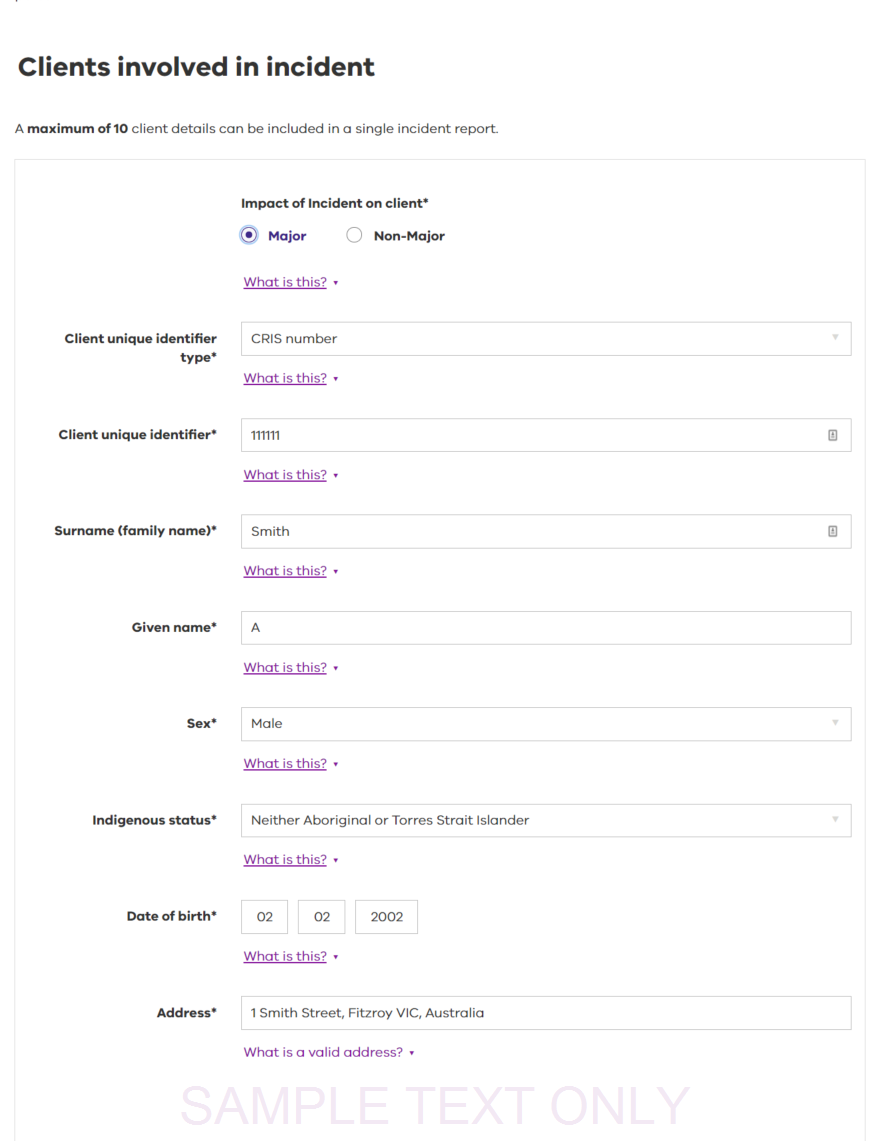 Clients involved in incident
A maximum of 10 client details can be included in a single incident report.
Impact of Incident on client*
Major Non-Major
What is this?
Client unique identifier
type*
CRIS number
What is this?
Client unique identifier* 111111
What is this?
Surname (family name)* Smith
What is this?
Given name* A
What is this?
Sex* Male
What is this?
Indigenous status* Neither Aboriginal or Torres Strait Islander
What is this?
Date of birth* 02 02 2002
What is this?
Address* 1 Smith Street, Fitzroy VIC, Australia
What is a valid address?
SAMPLE TEXT ONLY